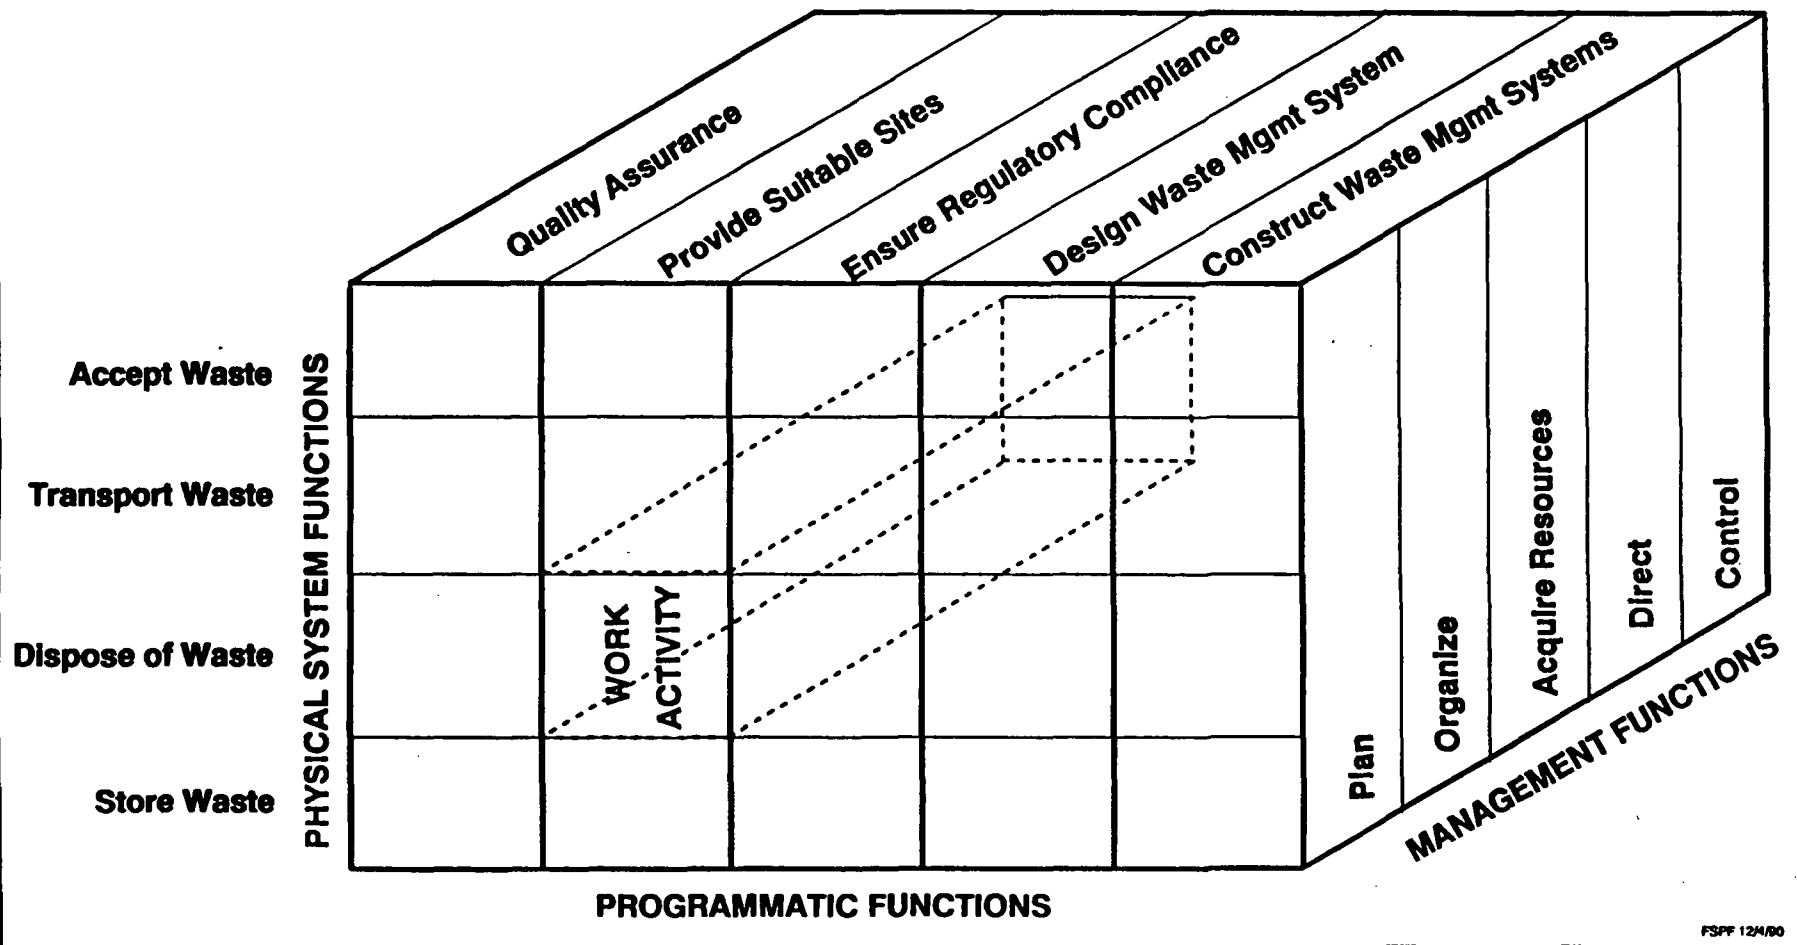 Quality Assurance
Provide Suitable Sites
Ensure Regulatory Compliance
Design Waste Mgmt System
Construct Waste Mgmt Systems
PHYSICAL SYSTEM FUNCTIONS
Accept Waste
Transport Waste
Dispose of Waste
Store Waste
WORK
ACTIVITY
Plan
Organize
Acquire Resources
Direct
Control
MANAGEMENT FUNCTIONS
PROGRAMMATIC FUNCTIONS
FSPF 12/4/90